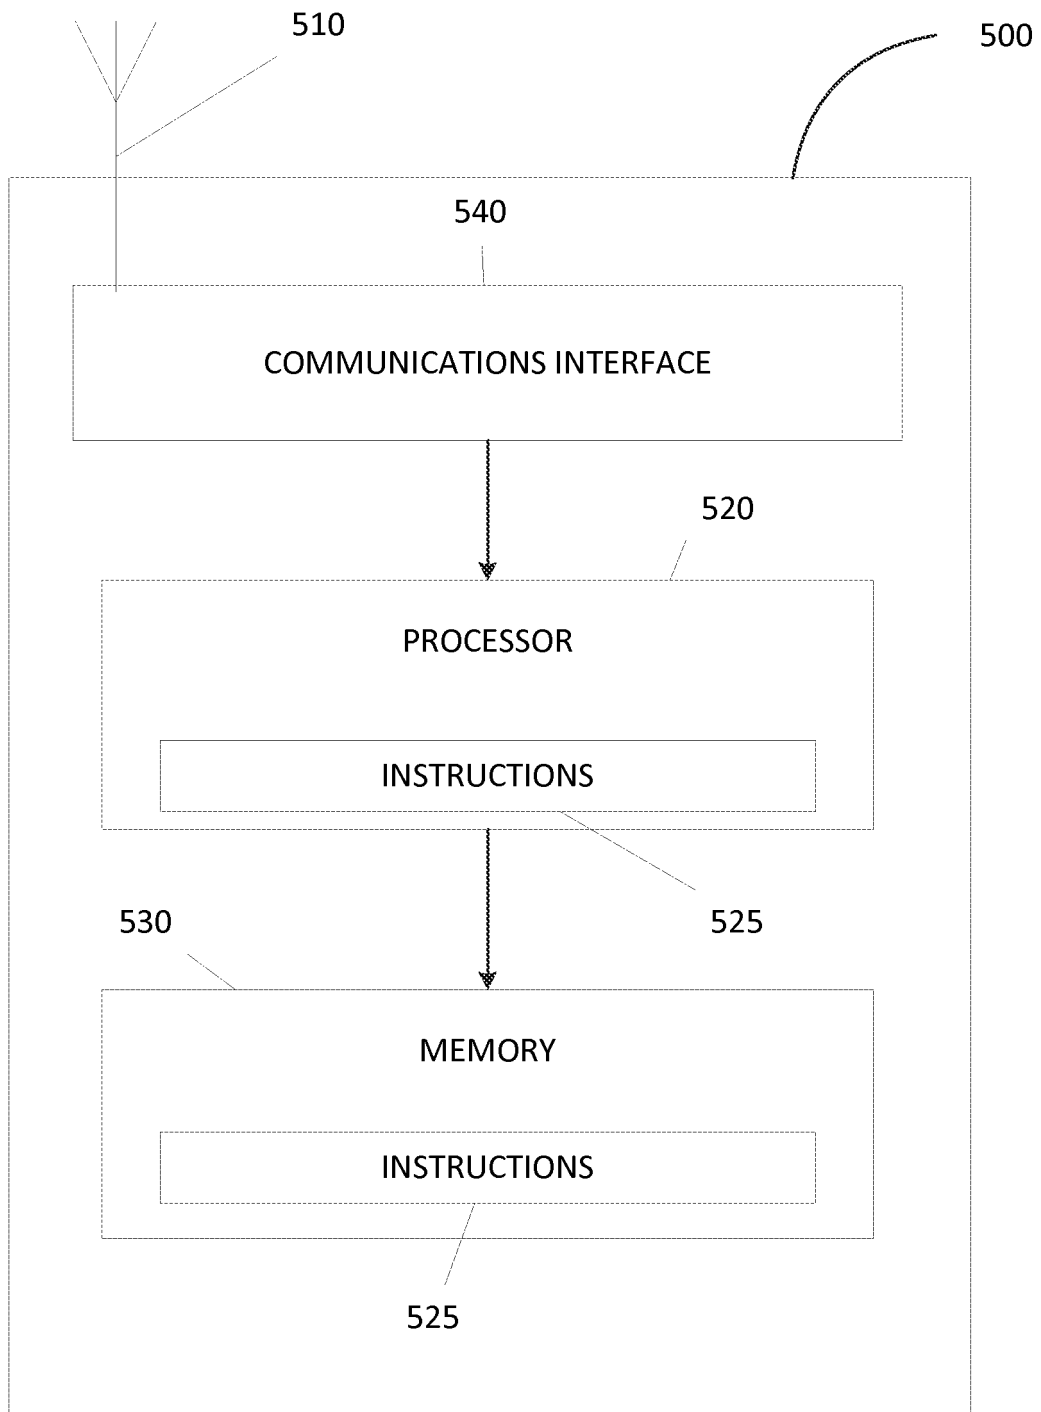 510
500
540
COMMUNICATIONS INTERFACE
520
PROCESSOR
INSTRUCTIONS
525
530
MEMORY
INSTRUCTIONS
525